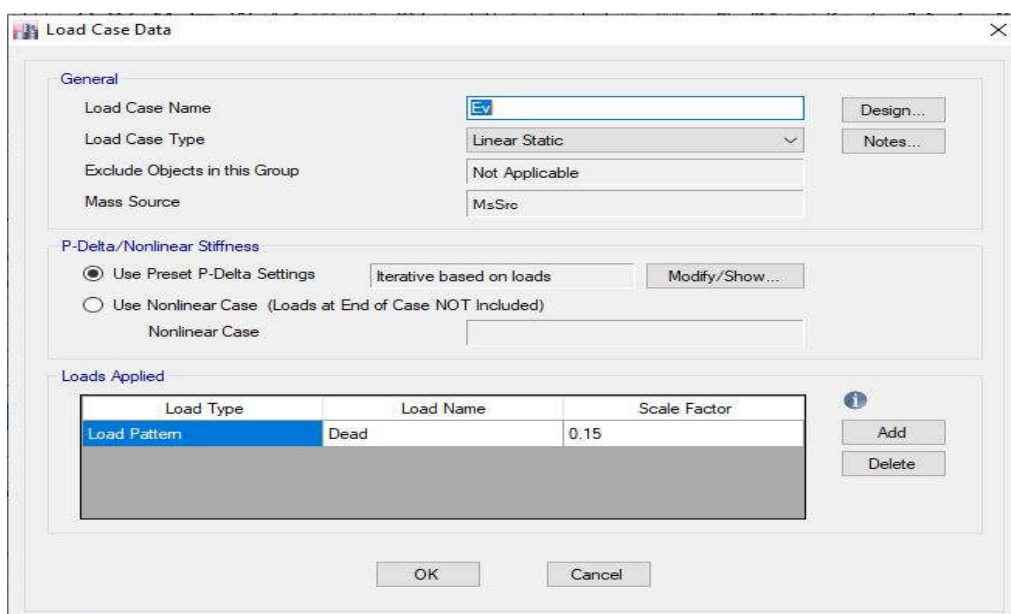 Load Case Data
General
Load Case Name Ev Design...
Load Case Type Linear Static Notes...
Exclude Objects in this Group Not Applicable
Mass Source MsSrc
P-Delta/Nonlinear Stiffness
Use Preset P-Delta Settings Iterative based on loads Modify/Show...
Use Nonlinear Case (Loads at End of Case NOT Included)
Nonlinear Case
Loads Applied
Load Type Load Name Scale Factor
Load Pattern Dead 0.15
Add
Delete
OK Cancel